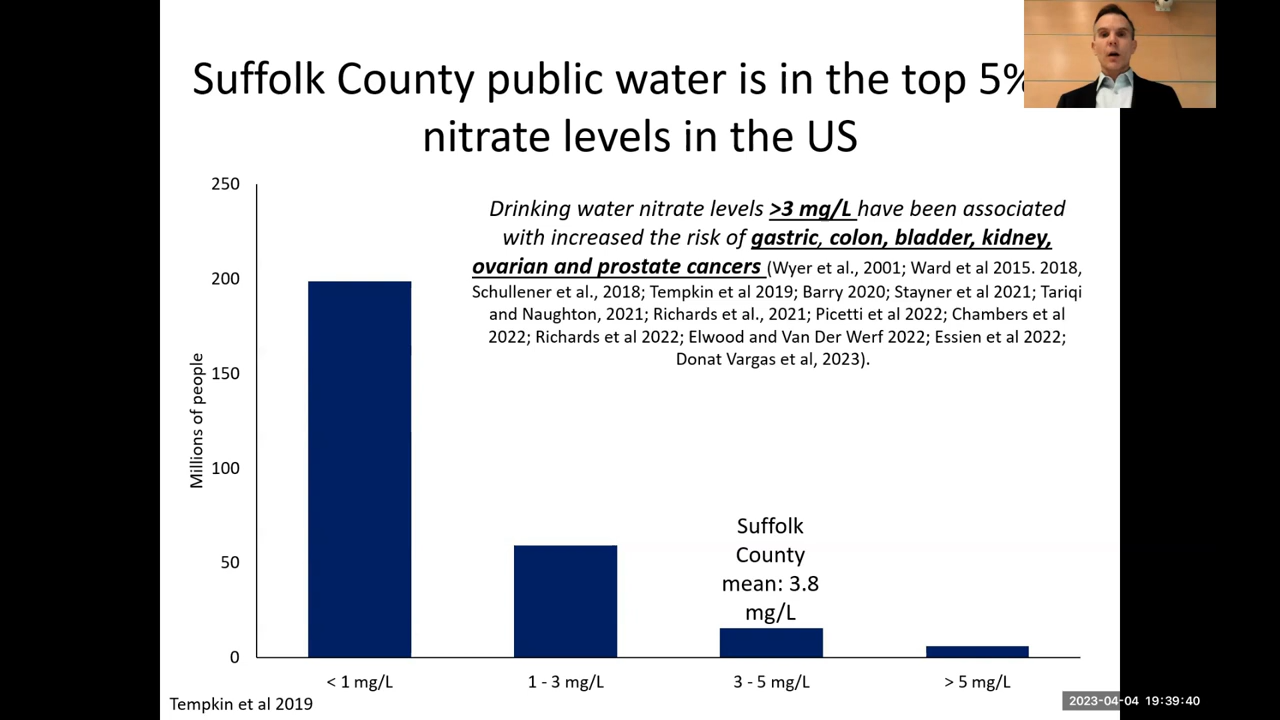 Suffolk County public water is in the top 5%
nitrate levels in the US
250
200
150
100
50
0
Millions of people
Drinking water nitrate levels >3 mg/L have been associated
with increased the risk of gastric, colon, bladder, kidney,
ovarian and prostate cancers (Wyer et al., 2001; Ward et al 2015. 2018,
Schullener et al., 2018; Tempkin et al 2019; Barry 2020; Stayner et al 2021; Tariqi
and Naughton, 2021; Richards et al., 2021; Picetti et al 2022; Chambers et al
2022; Richards et al 2022; Elwood and Van Der Werf 2022; Essien et al 2022;
Donat Vargas et al, 2023).
Suffolk
County
mean: 3.8
mg/L
< 1 mg/L
1 - 3 mg/L
3 - 5 mg/L
> 5 mg/L
Tempkin et al 2019
2023-04-04 19:39:40